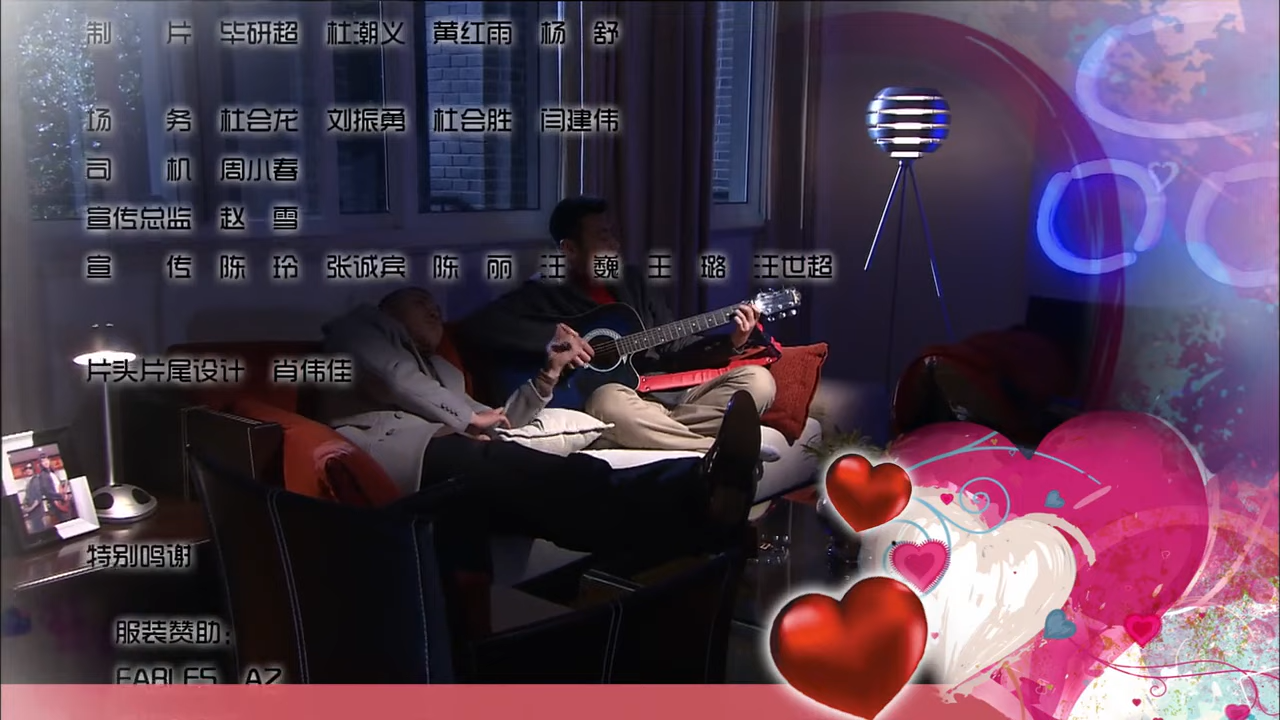 制 片 毕研超 杜潮义 黄红雨 杨 舒
场 务 杜会龙 刘振勇 杜会胜 闫建伟
司 机 周小春
宣传总监 赵 雪
宣 传 陈 玲 张诚宾 陈 丽 汪 巍 王 璐 汪世超
片头片尾设计 肖伟佳
特别鸣谢
服装赞助：
FABLES AZ